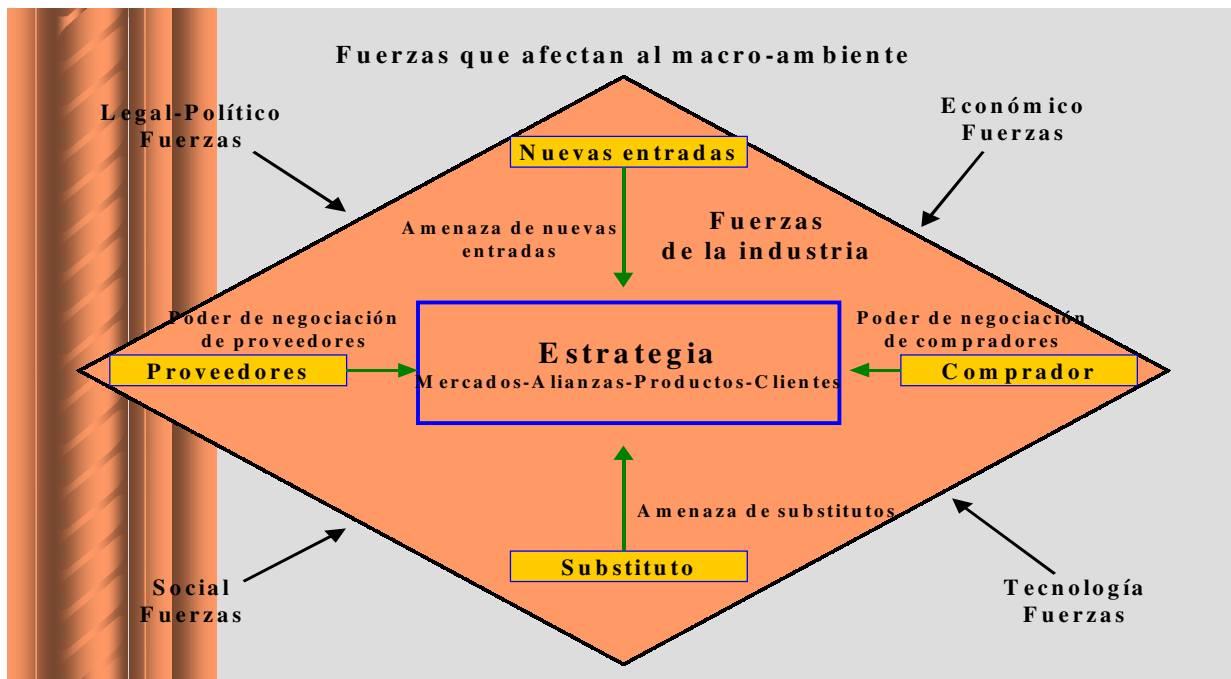 Fuerzas que afectan al macro-ambiente
Legal-Político
Fuerzas
Económico
Fuerzas
Nuevas entradas
Amenaza de nuevas
entradas
Fuerzas
de la industria
Poder de negociación
de proveedores
Proveedores
Estrategia
Mercados-Alianzas-Productos-Clientes
Poder de negociación
de compradores
Comprador
Amenaza de substitutos
Substituto
Social
Fuerzas
Tecnología
Fuerzas